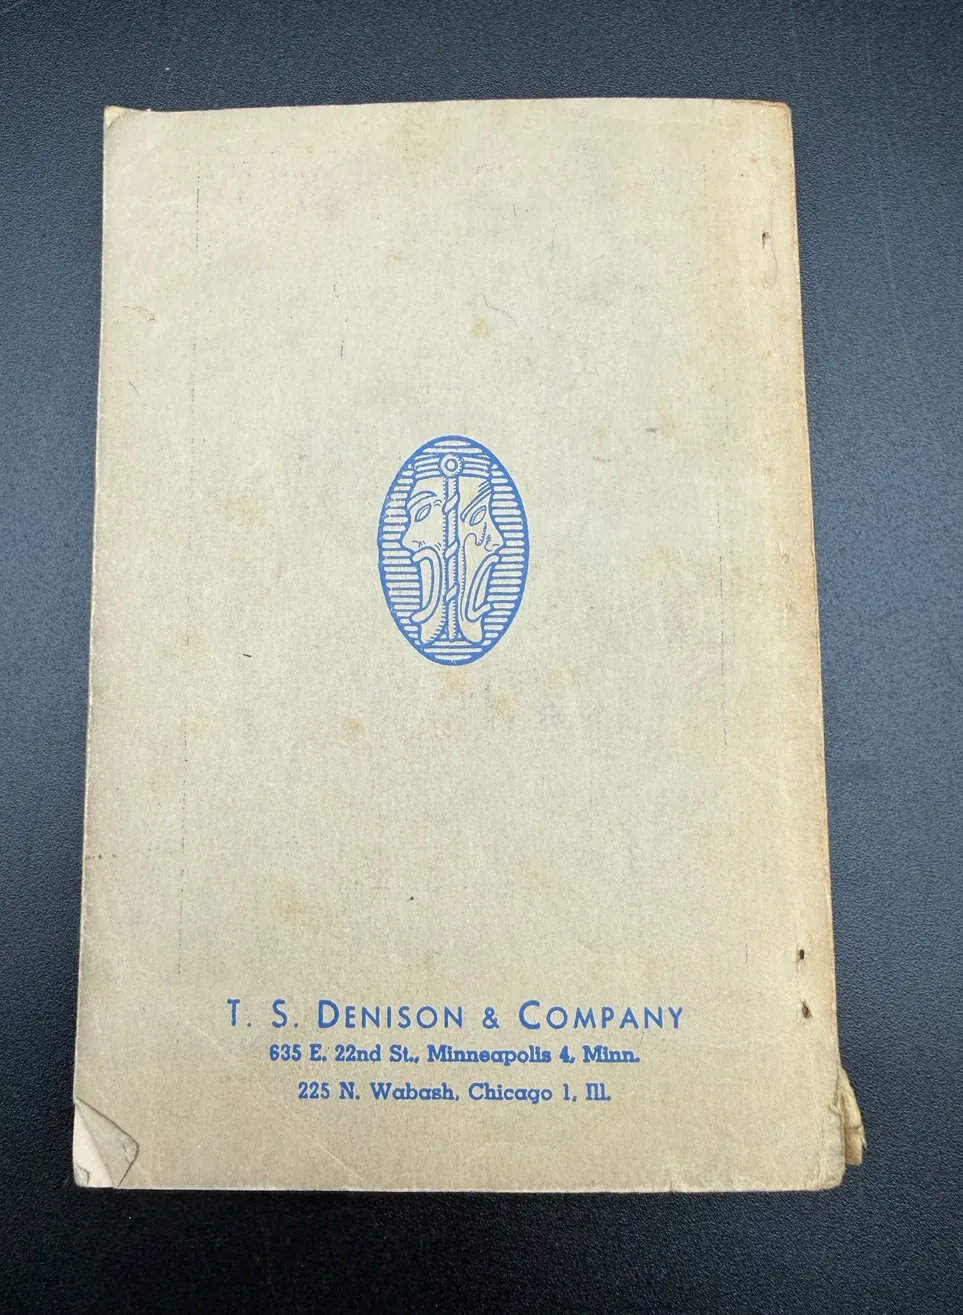 T. S. DENISON & COMPANY
635 E. 22nd St., Minneapolis 4, Minn.
225 N. Wabash, Chicago 1, Ill.